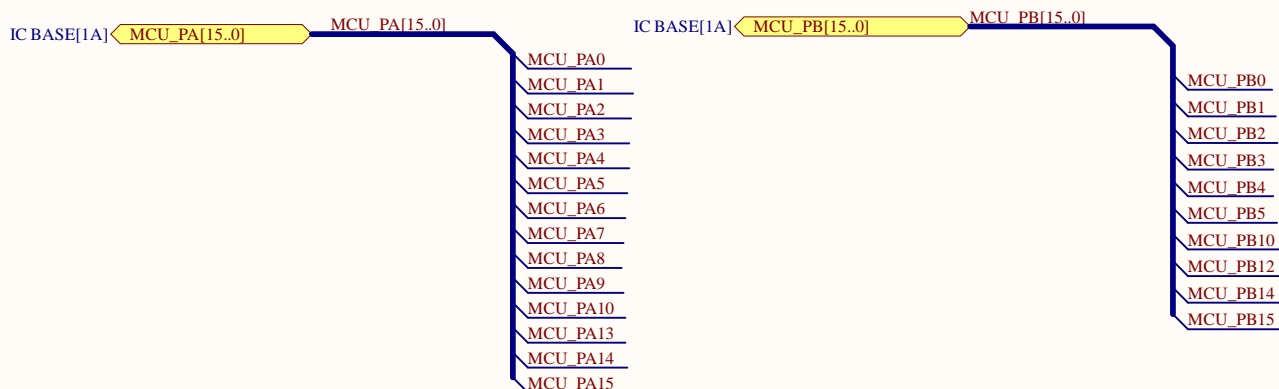 IC BASE[1A] MCU_PA[15..0] MCU_PA[15..0]
MCU_PA0
MCU_PA1
MCU_PA2
MCU_PA3
MCU_PA4
MCU_PA5
MCU_PA6
MCU_PA7
MCU_PA8
MCU_PA9
MCU_PA10
MCU_PA13
MCU_PA14
MCU_PA15
IC BASE[1A] MCU_PB[15..0] MCU_PB[15..0]
MCU_PB0
MCU_PB1
MCU_PB2
MCU_PB3
MCU_PB4
MCU_PB5
MCU_PB10
MCU_PB12
MCU_PB14
MCU_PB15